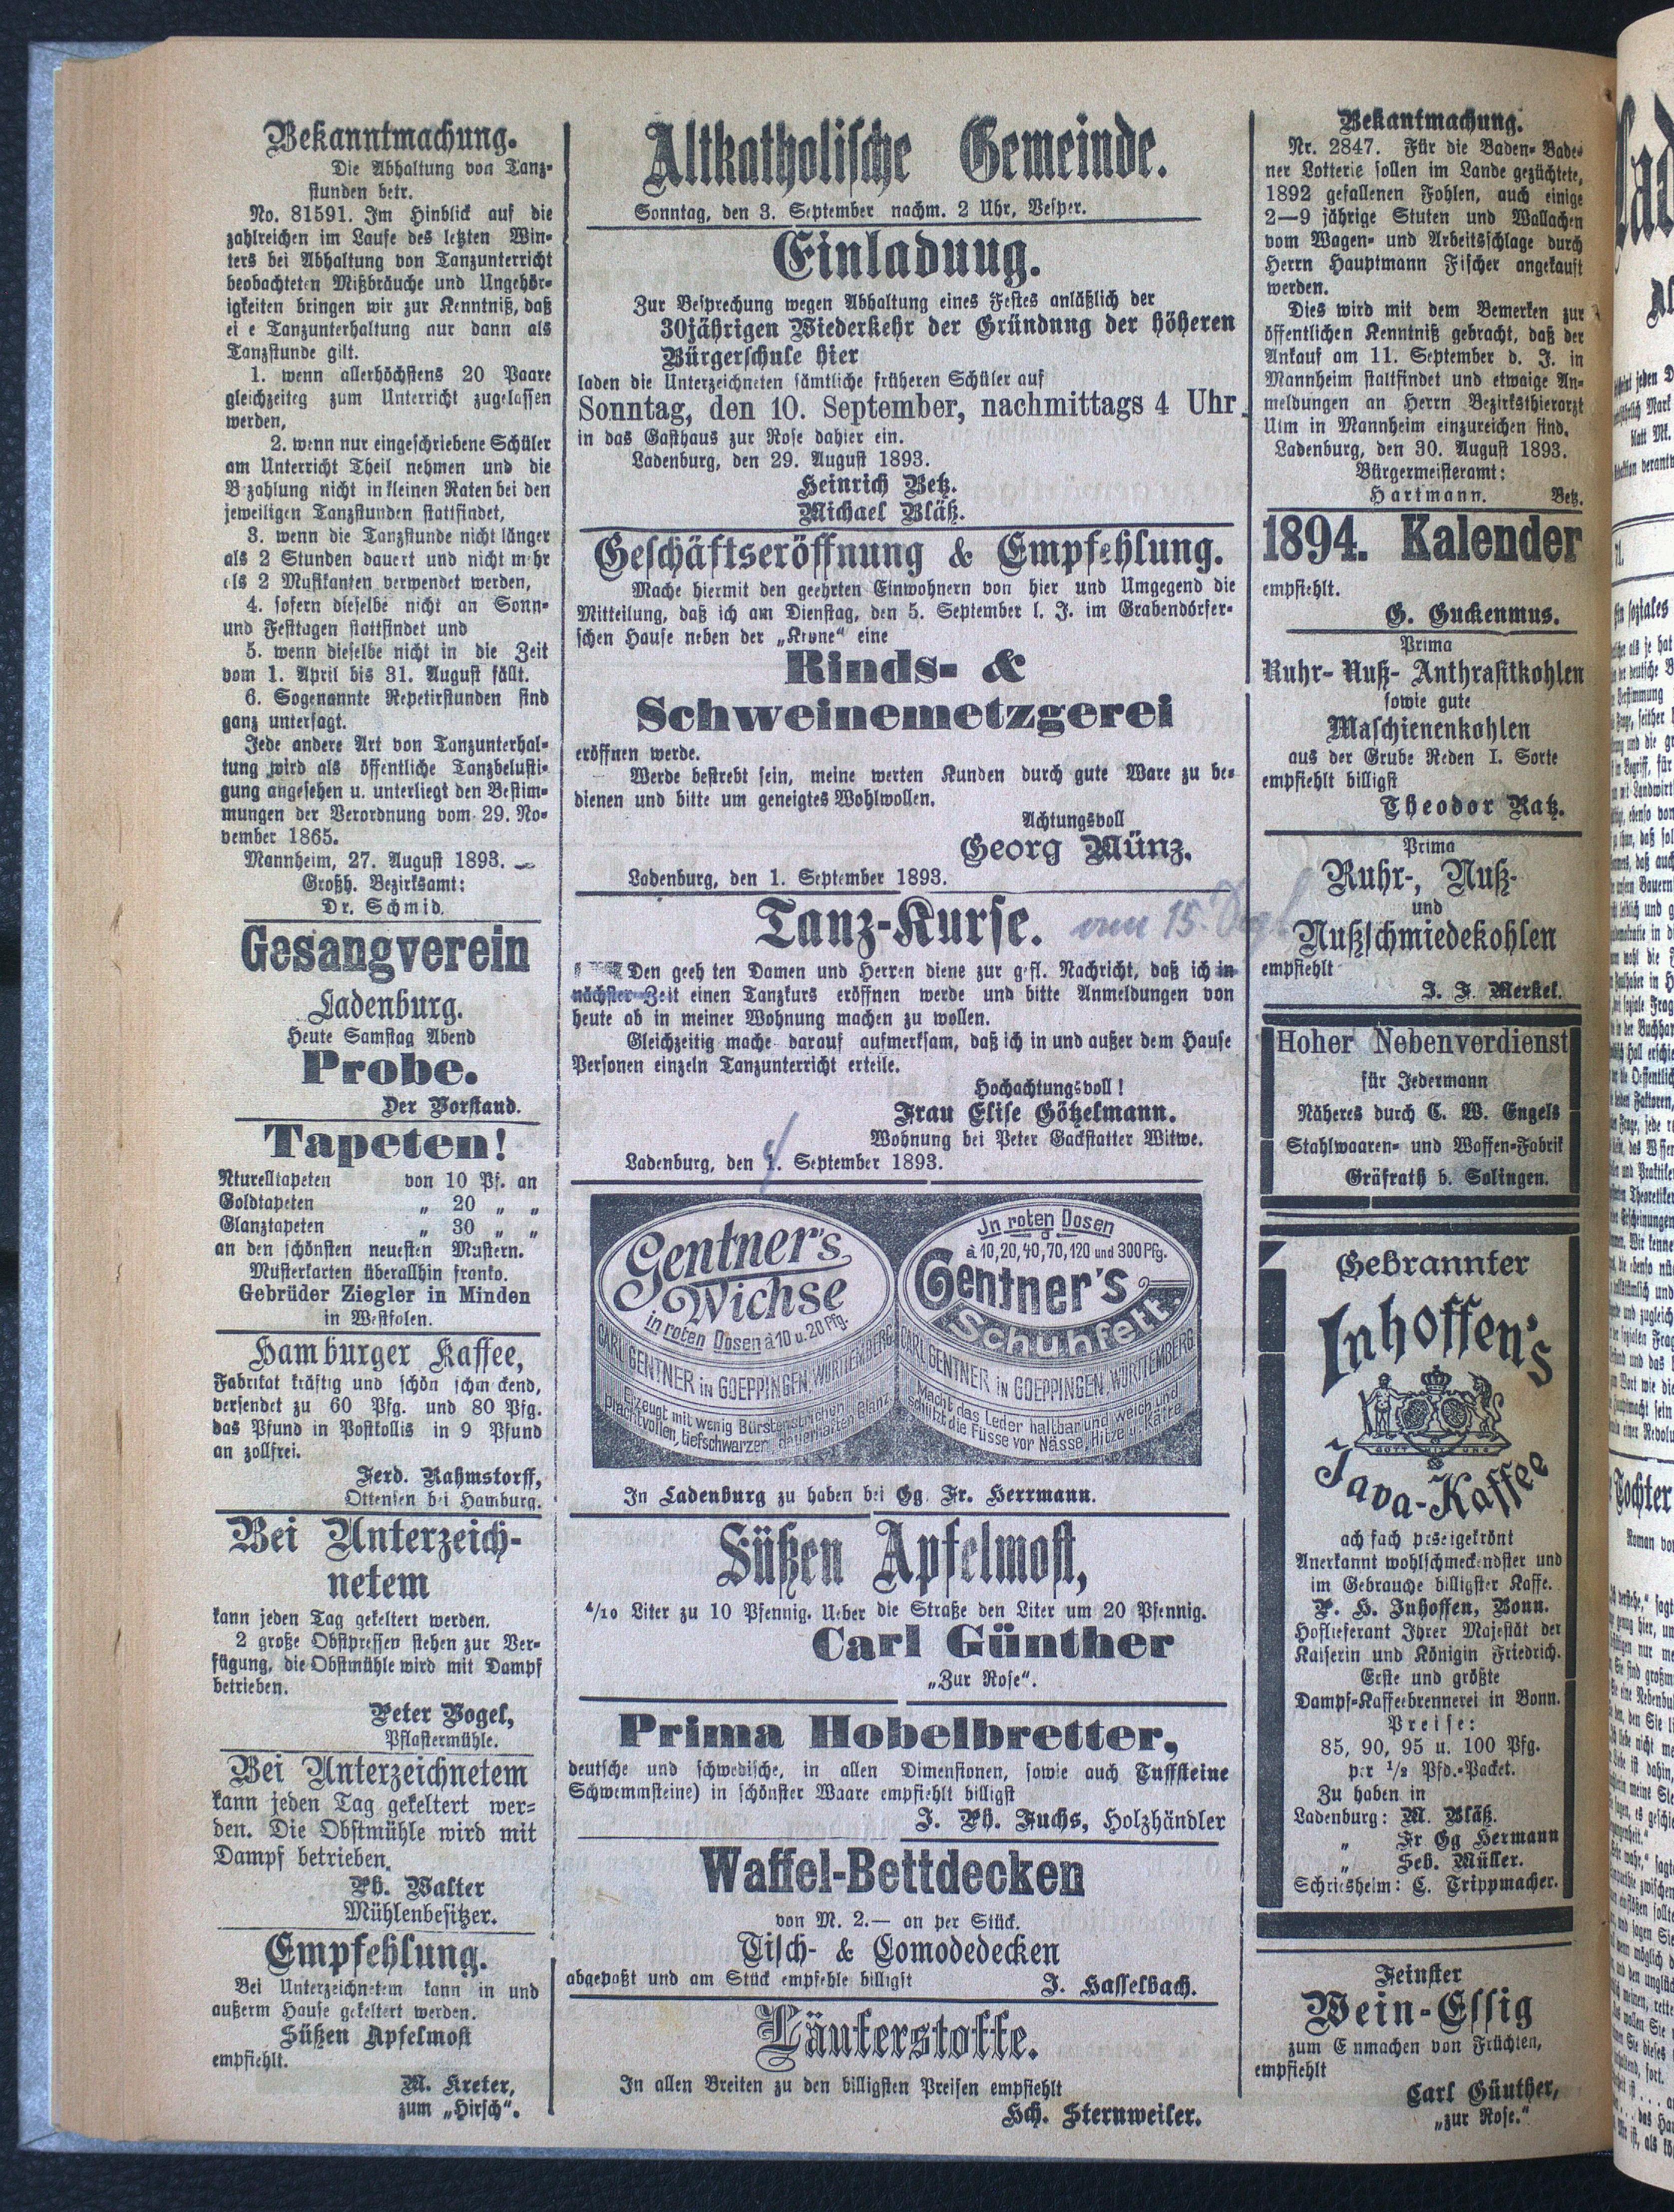 Bekanntmachung.
Die Abhaltung von Tanz-
stunden betr.
No. 81591. Im Hinblick auf die
zahlreichen im Laufe des letzten Win-
ters bei Abhaltung von Tanzunterricht
beobachteten Mißbräuche und Ungehör-
igkeiten bringen wir zur Kenntniß, daß
ei e Tanzunterhaltung nur dann als
Tanzstunde gilt.
1. wenn allerhöchstens 20 Paare
gleichzeiteg zum Unterricht zugelassen
werden,
2. wenn nur eingeschriebene Schüler
am Unterricht Theil nehmen und die
B zahlung nicht in kleinen Raten bei den
jeweiligen Tanzstunden stattfindet,
3. wenn die Tanzstunde nicht länger
als 2 Stunden dauert und nicht m hr
als 2 Musikanten verwendet werden,
4. sofern dieselbe nicht an Sonn-
und Festtagen stattfindet und
5. wenn dieselbe nicht in die Zeit
vom 1. April bis 31. August fällt.
6. Sogenannte Repetirstunden sind
ganz untersagt.
Jede andere Art von Tanzunterhal-
tung wird als öffentliche Tanzbelusti-
gung angesehen u. unterliegt den Bestim-
mungen der Verordnung vom 29. No-
vember 1865.
Mannheim, 27. August 1893.
Großh. Bezirksamt:
Dr. Schmid.
Gesangverein
Ladenburg.
Heute Samstag Abend
Probe.
Der Vorstand.
Tapeten!
Nturelltapeten von 10 Pf. an
Goldtapeten „ 20 „ „
Glanztapeten „ 30 „ „
an den schönsten neuesten Mustern.
Musterkarten überallhin franko.
Gebrüder Ziegler in Minden
in Westfalen.
Hamburger Kaffee,
Fabrikat kräftig und schön schm ckend,
versendet zu 60 Pfg. und 80 Pfg.
das Pfund in Postkollis in 9 Pfund
an zollfrei.
Ferd. Rahmstorff,
Ottensen bei Hamburg.
Bei Unterzeich-
netem
kann jeden Tag gekeltert werden.
2 große Obstpressen stehen zur Ver-
fügung, die Obstmühle wird mit Dampf
betrieben.
Peter Vogel,
Pflastermühle.
Bei Unterzeichnetem
kann jeden Tag gekeltert wer-
den. Die Obstmühle wird mit
Dampf betrieben.
Ph. Walter
Mühlenbesitzer.
Empfehlung.
Bei Unterzeichnetem kann in und
außerm Hause gekeltert werden.
Süßen Apfelmost
empfiehlt.
M. Kreter,
zum „Hirsch“.
Altkatholische Gemeinde.
Sonntag, den 3. September nachm. 2 Uhr, Vesper.
Einladuug.
Zur Besprechung wegen Abhaltung eines Festes anläßlich der
30jährigen Wiederkehr der Gründung der höheren
Bürgerschule hier
laden die Unterzeichneten sämtliche früheren Schüler auf
Sonntag, den 10. September, nachmittags 4 Uhr
in das Gasthaus zur Rose dahier ein.
Ladenburg, den 29. August 1893.
Heinrich Betz.
Michael Bläß.
Geschäftseröffnung & Empfehlung.
Mache hiermit den geehrten Einwohnern von hier und Umgegend die
Mitteilung, daß ich am Dienstag, den 5. September l. J. im Grabendörfer-
schen Hause neben der „Krone“ eine
Rinds- &
Schweinemetzgerei
eröffnen werde.
Werde bestrebt sein, meine werten Kunden durch gute Ware zu be-
dienen und bitte um geneigtes Wohlwollen.
Achtungsvoll
Georg Münz.
Ladenburg, den 1. September 1893.
Tanz-Kurse.
Den geeh ten Damen und Herren diene zur gefl. Nachricht, daß ich in
nächster Zeit einen Tanzkurs eröffnen werde und bitte Anmeldungen von
heute ab in meiner Wohnung machen zu wollen.
Gleichzeitig mache darauf aufmerksam, daß ich in und außer dem Hause
Personen einzeln Tanzunterricht erteile.
Hochachtungsvoll!
Frau Elise Götzelmann.
Wohnung bei Peter Gackstatter Witwe.
Ladenburg, den 1. September 1893.
Gentner's
Wichse
in roten Dosen à 10 u. 20 Pfg.
CARL GENTNER in GOEPPINGEN, WÜRTTEMBERG
Erzeugt mit wenig Bürstenstrichen
prachtvollen, tiefschwarzen, dauerhaften Glanz
In roten Dosen
à 10, 20, 40, 70, 120 und 300 Pfg.
Gentner's
Schuhfett
CARL GENTNER in GOEPPINGEN, WÜRTTEMBERG
Macht das Leder haltbar und weich und
schützt die Füsse vor Nässe, Hitze u. Kälte
In Ladenburg zu haben bei Gg. Fr. Herrmann.
Süßen Apfelmost,
4/10 Liter zu 10 Pfennig. Ueber die Straße den Liter um 20 Pfennig.
Carl Günther
„Zur Rose“.
Prima Hobelbretter,
deutsche und schwedische, in allen Dimensionen, sowie auch Tuffsteine
Schwemmsteine) in schönster Waare empfiehlt billigst
J. Ph. Fuchs, Holzhändler
Waffel-Bettdecken
von M. 2.— an per Stück.
Tisch- & Comodedecken
abgepaßt und am Stück empfehle billigst
J. Hasselbach.
Läuferstoffe.
In allen Breiten zu den billigsten Preisen empfiehlt
Hch. Sternweiler.
Bekantmachung.
Nr. 2847. Für die Baden- Bade-
ner Lotterie sollen im Lande gezüchtete,
1892 gefallenen Fohlen, auch einige
2—9 jährige Stuten und Wallachen
vom Wagen- und Arbeitsschlage durch
Herrn Hauptmann Fischer angekauft
werden.
Dies wird mit dem Bemerken zur
öffentlichen Kenntniß gebracht, daß der
Ankauf am 11. September d. J. in
Mannheim stattfindet und etwaige An-
meldungen an Herrn Bezirksthierarzt
Ulm in Mannheim einzureichen sind.
Ladenburg, den 30. August 1893.
Bürgermeisteramt:
Hartmann. Betz.
1894. Kalender
empfiehlt.
G. Guckenmus.
Prima
Ruhr- Nuß- Anthrasitkohlen
sowie gute
Maschienenkohlen
aus der Grube Reden I. Sorte
empfiehlt billigst
Theodor Katz.
Prima
Ruhr-, Nuß-
und
Nußschmiedekohlen
empfiehlt
J. F. Merkel.
Hoher Nebenverdienst
für Jedermann
Näheres durch C. W. Engels
Stahlwaaren- und Waffen-Fabrik
Gräfrath b. Solingen.
Gebrannter
Inhoffen's
GOTT MIT UNS
Java-Kaffee
ach fach preisgekrönt
Anerkannt wohlschmeckendster und
im Gebrauche billigster Kaffe.
P. H. Inhoffen, Bonn.
Hoflieferant Ihrer Majestät der
Kaiserin und Königin Friedrich.
Erste und größte
Dampf-Kaffeebrennerei in Bonn.
Preise:
85, 90, 95 u. 100 Pfg.
per 1/2 Pfd.-Packet.
Zu haben in
Ladenburg: M. Bläß.
„ Fr Gg Hermann
„ Seb. Müller.
Schriesheim: C. Trippmacher.
Feinster
Wein-Essig
zum E nmachen von Früchten,
empfiehlt
Carl Günther,
„zur Rose.“